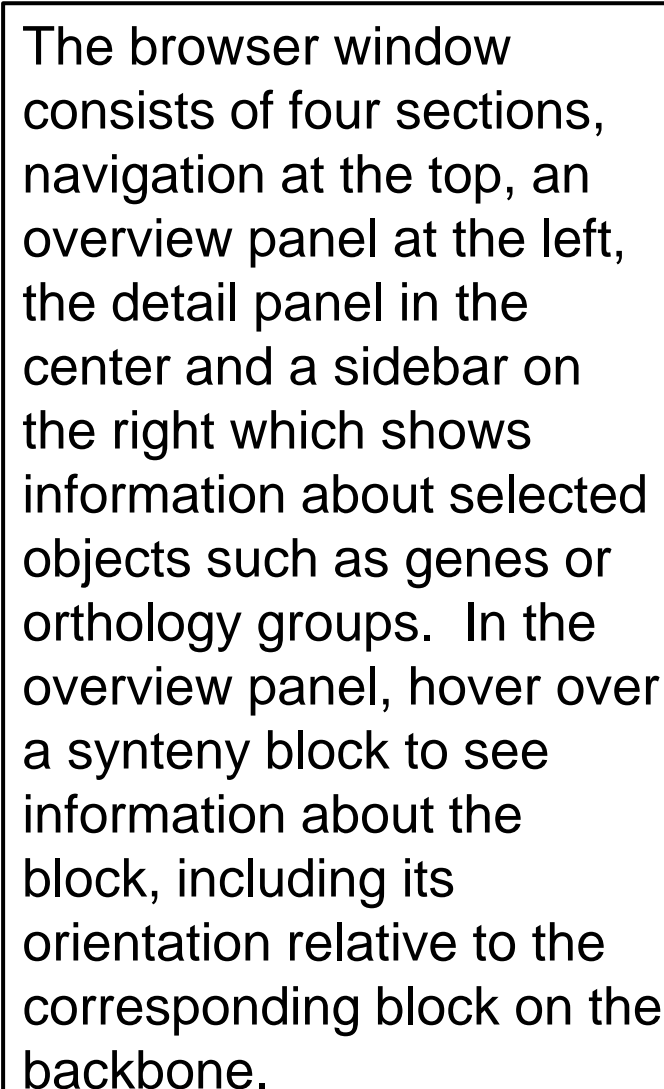 The browser window
consists of four sections,
navigation at the top, an
overview panel at the left,
the detail panel in the
center and a sidebar on
the right which shows
information about selected
objects such as genes or
orthology groups.  In the
overview panel, hover over
a synteny block to see
information about the
block, including its
orientation relative to the
corresponding block on the
backbone.